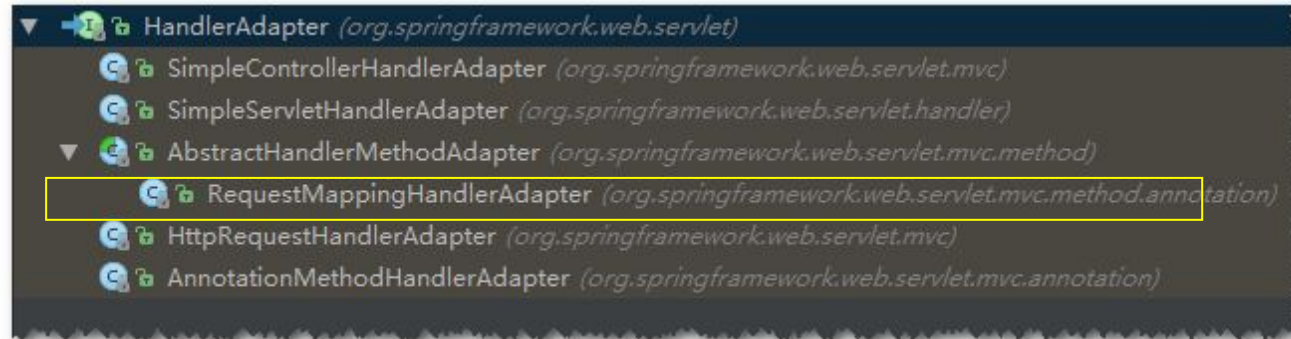 HandlerAdapter (org.springframework.web.servlet)
SimpleControllerHandlerAdapter (org.springframework.web.servlet.mvc)
SimpleServletHandlerAdapter (org.springframework.web.servlet.handler)
AbstractHandlerMethodAdapter (org.springframework.web.servlet.mvc.method)
RequestMappingHandlerAdapter (org.springframework.web.servlet.mvc.method.annotation)
HttpRequestHandlerAdapter (org.springframework.web.servlet.mvc)
AnnotationMethodHandlerAdapter (org.springframework.web.servlet.mvc.annotation)